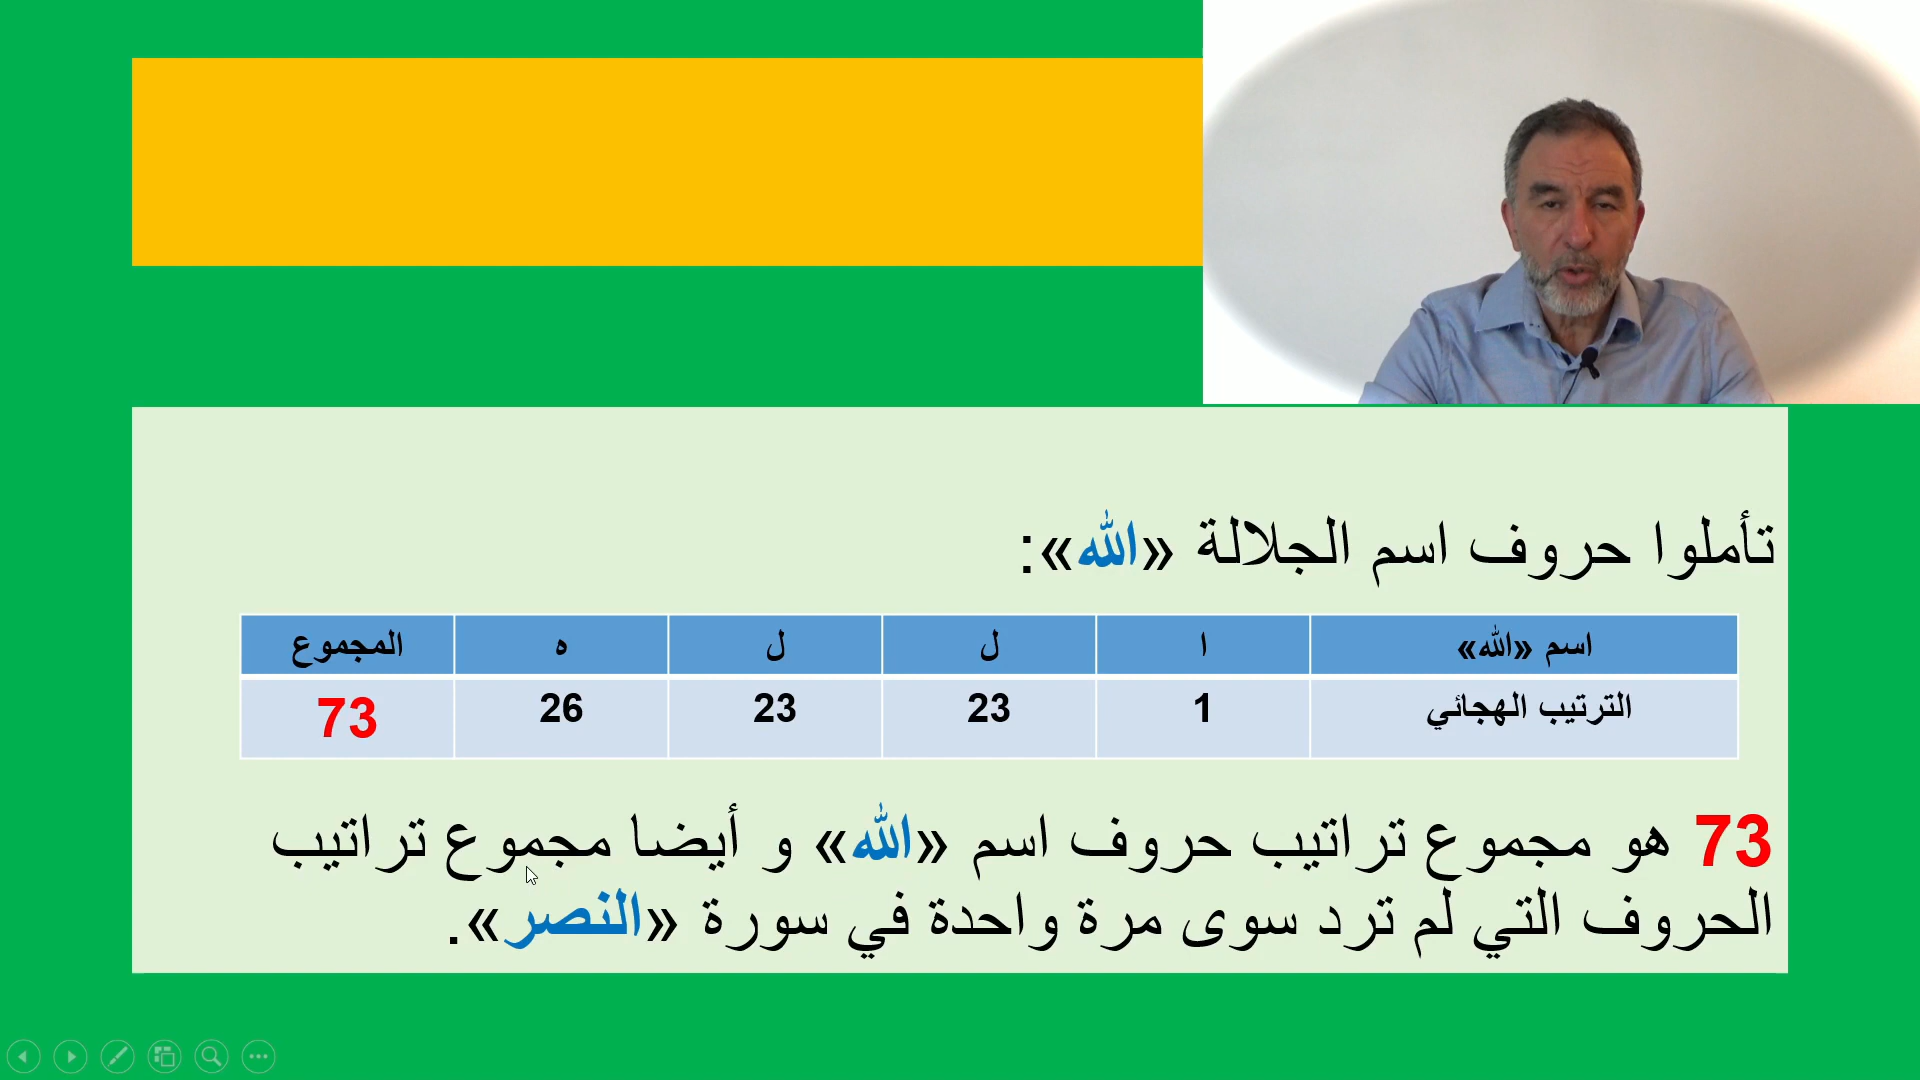 تأملوا حروف اسم الجلالة «الله»:
اسم «الله» ا ل ل ه المجموع
الترتيب الهجائي 1 23 23 26 73
73 هو مجموع تراتيب حروف اسم «الله» و أيضا مجموع تراتيب
الحروف التي لم ترد سوى مرة واحدة في سورة «النصر».